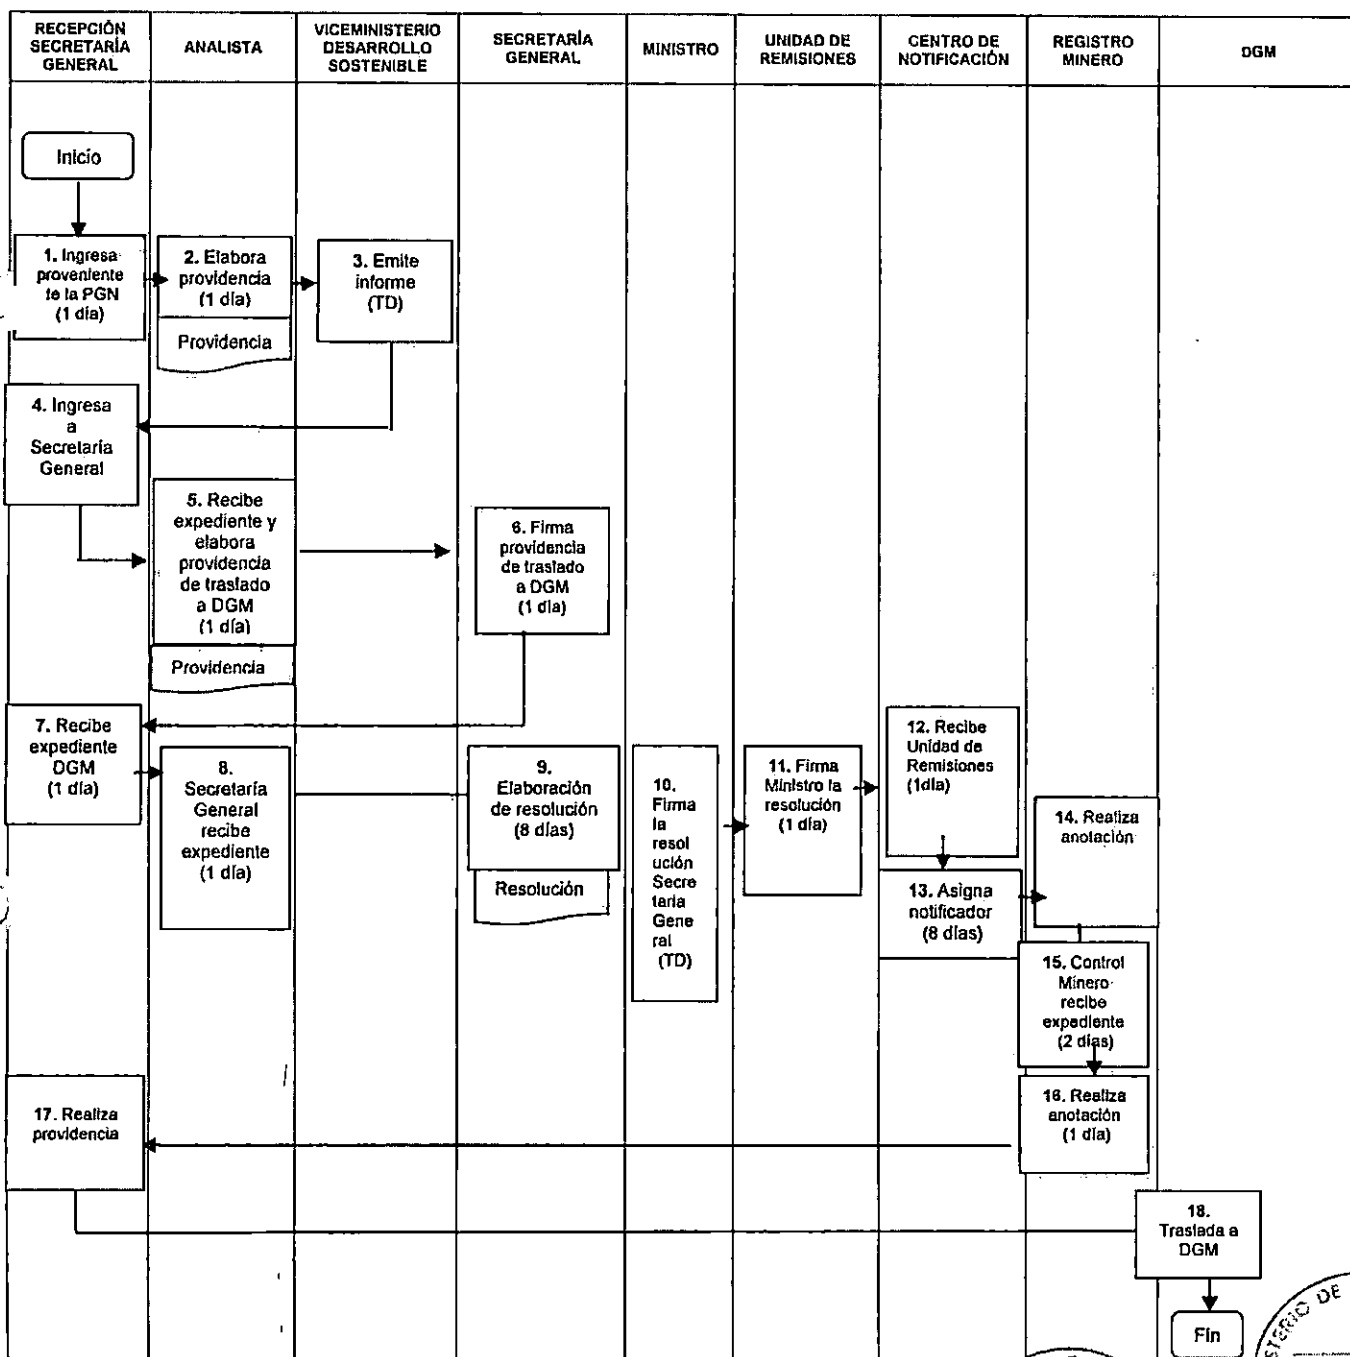 RECEPCIÓN
SECRETARÍA
GENERAL
ANALISTA
VICEMINISTERIO
DESARROLLO
SOSTENIBLE
SECRETARÍA
GENERAL
MINISTRO
UNIDAD DE
REMISIONES
CENTRO DE
NOTIFICACIÓN
REGISTRO
MINERO
DGM
Inicio
1. Ingresa
proveniente
de la PGN
(1 día)
2. Elabora
providencia
(1 día)
Providencia
3. Emite
informe
(TD)
4. Ingresa
a
Secretaría
General
5. Recibe
expediente y
elabora
providencia
de traslado
a DGM
(1 día)
Providencia
6. Firma
providencia
de traslado
a DGM
(1 día)
7. Recibe
expediente
DGM
(1 día)
8.
Secretaría
General
recibe
expediente
(1 día)
9.
Elaboración
de resolución
(8 días)
Resolución
10.
Firma
la
resol
ución
Secre
taria
Gene
ral
(TD)
11. Firma
Ministro la
resolución
(1 día)
12. Recibe
Unidad de
Remisiones
(1día)
13. Asigna
notificador
(8 días)
14. Realiza
anotación
15. Control
Minero
recibe
expediente
(2 días)
16. Realiza
anotación
(1 día)
17. Realiza
providencia
18.
Traslada a
DGM
Fin
STERIO DE